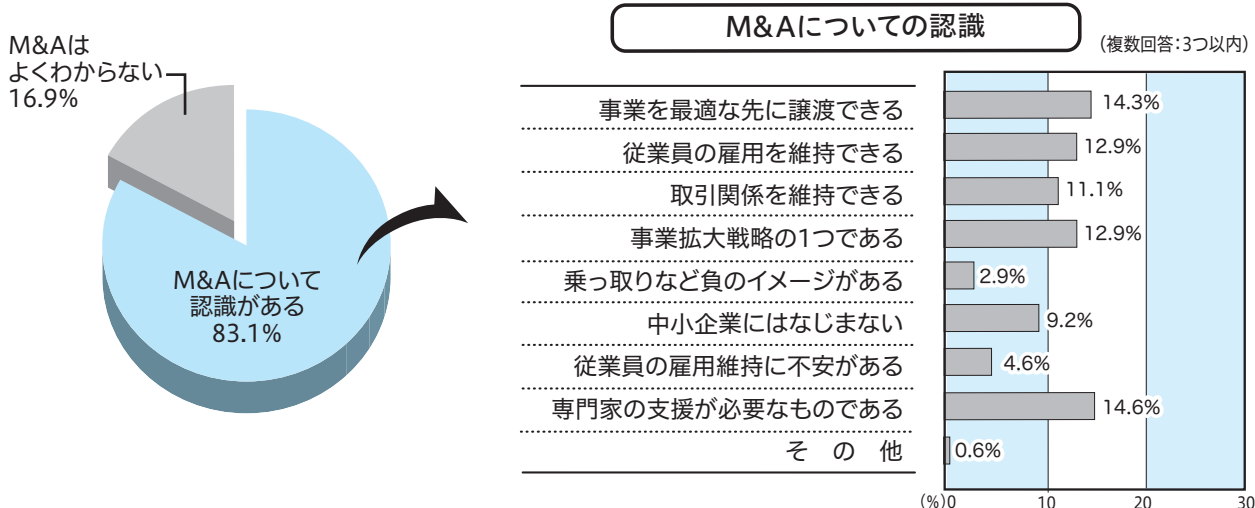 M&Aについての認識
(複数回答:3つ以内)
M&Aは
よくわからない
16.9%
M&Aについて
認識がある
83.1%
事業を最適な先に譲渡できる 14.3%
従業員の雇用を維持できる 12.9%
取引関係を維持できる 11.1%
事業拡大戦略の1つである 12.9%
乗っ取りなど負のイメージがある 2.9%
中小企業にはなじまない 9.2%
従業員の雇用維持に不安がある 4.6%
専門家の支援が必要なものである 14.6%
その他 0.6%
(%)0 10 20 30